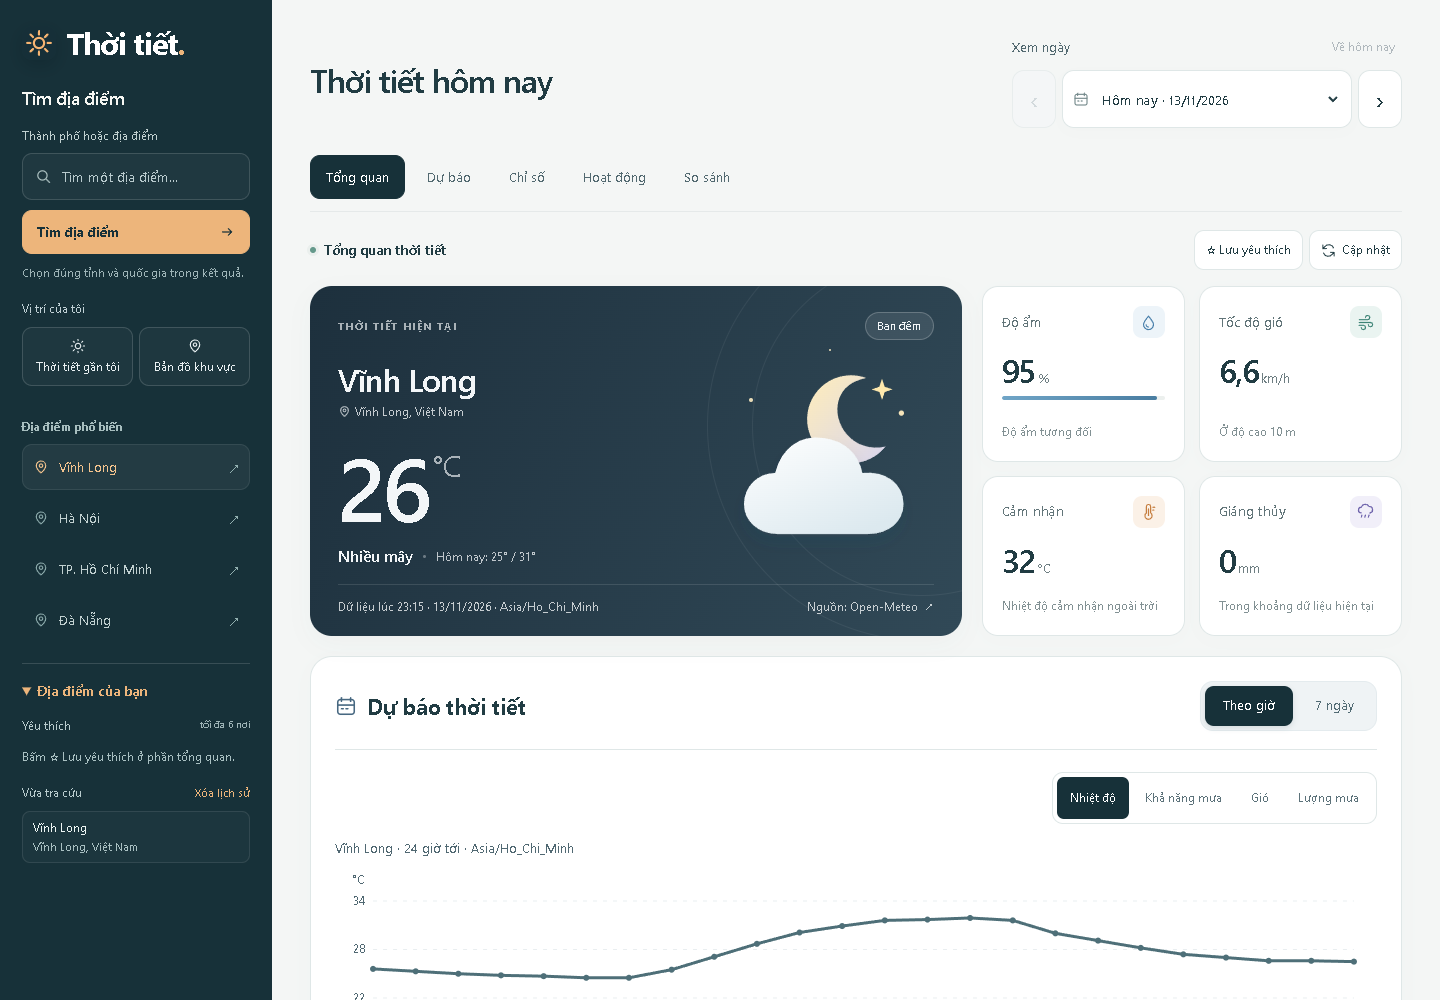 Thời tiết.
Tìm địa điểm
Thành phố hoặc địa điểm
Tìm một địa điểm...
Tìm địa điểm →
Chọn đúng tỉnh và quốc gia trong kết quả.
Vị trí của tôi
Thời tiết gần tôi
Bản đồ khu vực
Địa điểm phổ biến
Vĩnh Long ↗
Hà Nội ↗
TP. Hồ Chí Minh ↗
Đà Nẵng ↗
▼ Địa điểm của bạn
Yêu thích tối đa 6 nơi
Bấm ☆ Lưu yêu thích ở phần tổng quan.
Vừa tra cứu Xóa lịch sử
Vĩnh Long
Vĩnh Long, Việt Nam
Thời tiết hôm nay
Xem ngày Về hôm nay
‹ Hôm nay · 13/11/2026 ›
Tổng quan Dự báo Chỉ số Hoạt động So sánh
Tổng quan thời tiết
☆ Lưu yêu thích Cập nhật
THỜI TIẾT HIỆN TẠI
Ban đêm
Vĩnh Long
Vĩnh Long, Việt Nam
26°C
Nhiều mây • Hôm nay: 25° / 31°
Dữ liệu lúc 23:15 · 13/11/2026 · Asia/Ho_Chi_Minh
Nguồn: Open-Meteo ↗
Độ ẩm
95 %
Độ ẩm tương đối
Tốc độ gió
6,6 km/h
Ở độ cao 10 m
Cảm nhận
32 °C
Nhiệt độ cảm nhận ngoài trời
Giáng thủy
0 mm
Trong khoảng dữ liệu hiện tại
Dự báo thời tiết
Theo giờ 7 ngày
Nhiệt độ Khả năng mưa Gió Lượng mưa
Vĩnh Long · 24 giờ tới · Asia/Ho_Chi_Minh
°C
34
28
22